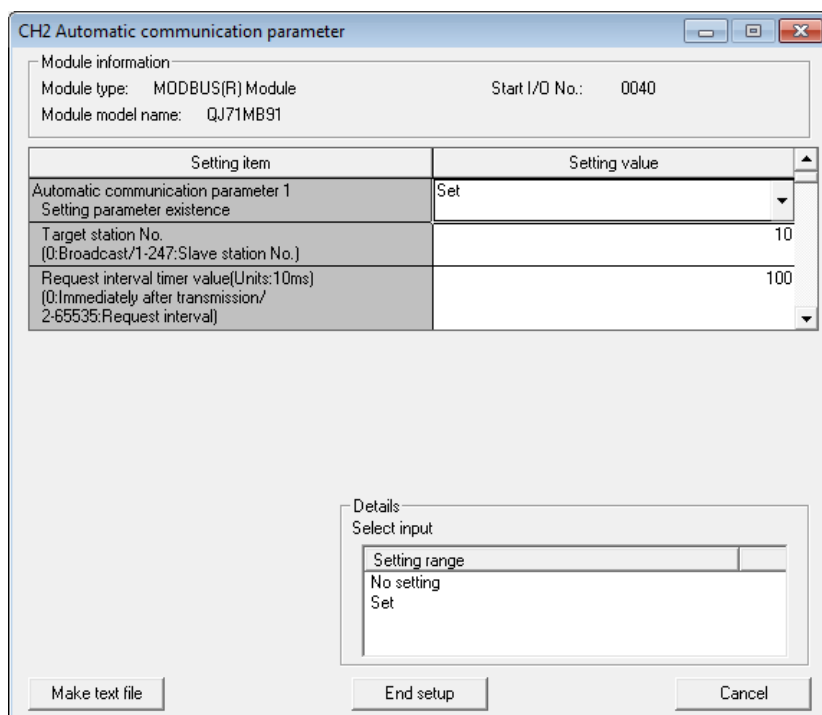 CH2 Automatic communication parameter
Module information
Module type: MODBUS(R) Module Start I/O No.: 0040
Module model name: QJ71MB91
Setting item Setting value
Automatic communication parameter 1 Set
Setting parameter existence
Target station No. 10
(0:Broadcast/1-247:Slave station No.)
Request interval timer value(Units:10ms) 100
(0:Immediately after transmission/
2-65535:Request interval)
Details
Select input
Setting range
No setting
Set
Make text file End setup Cancel